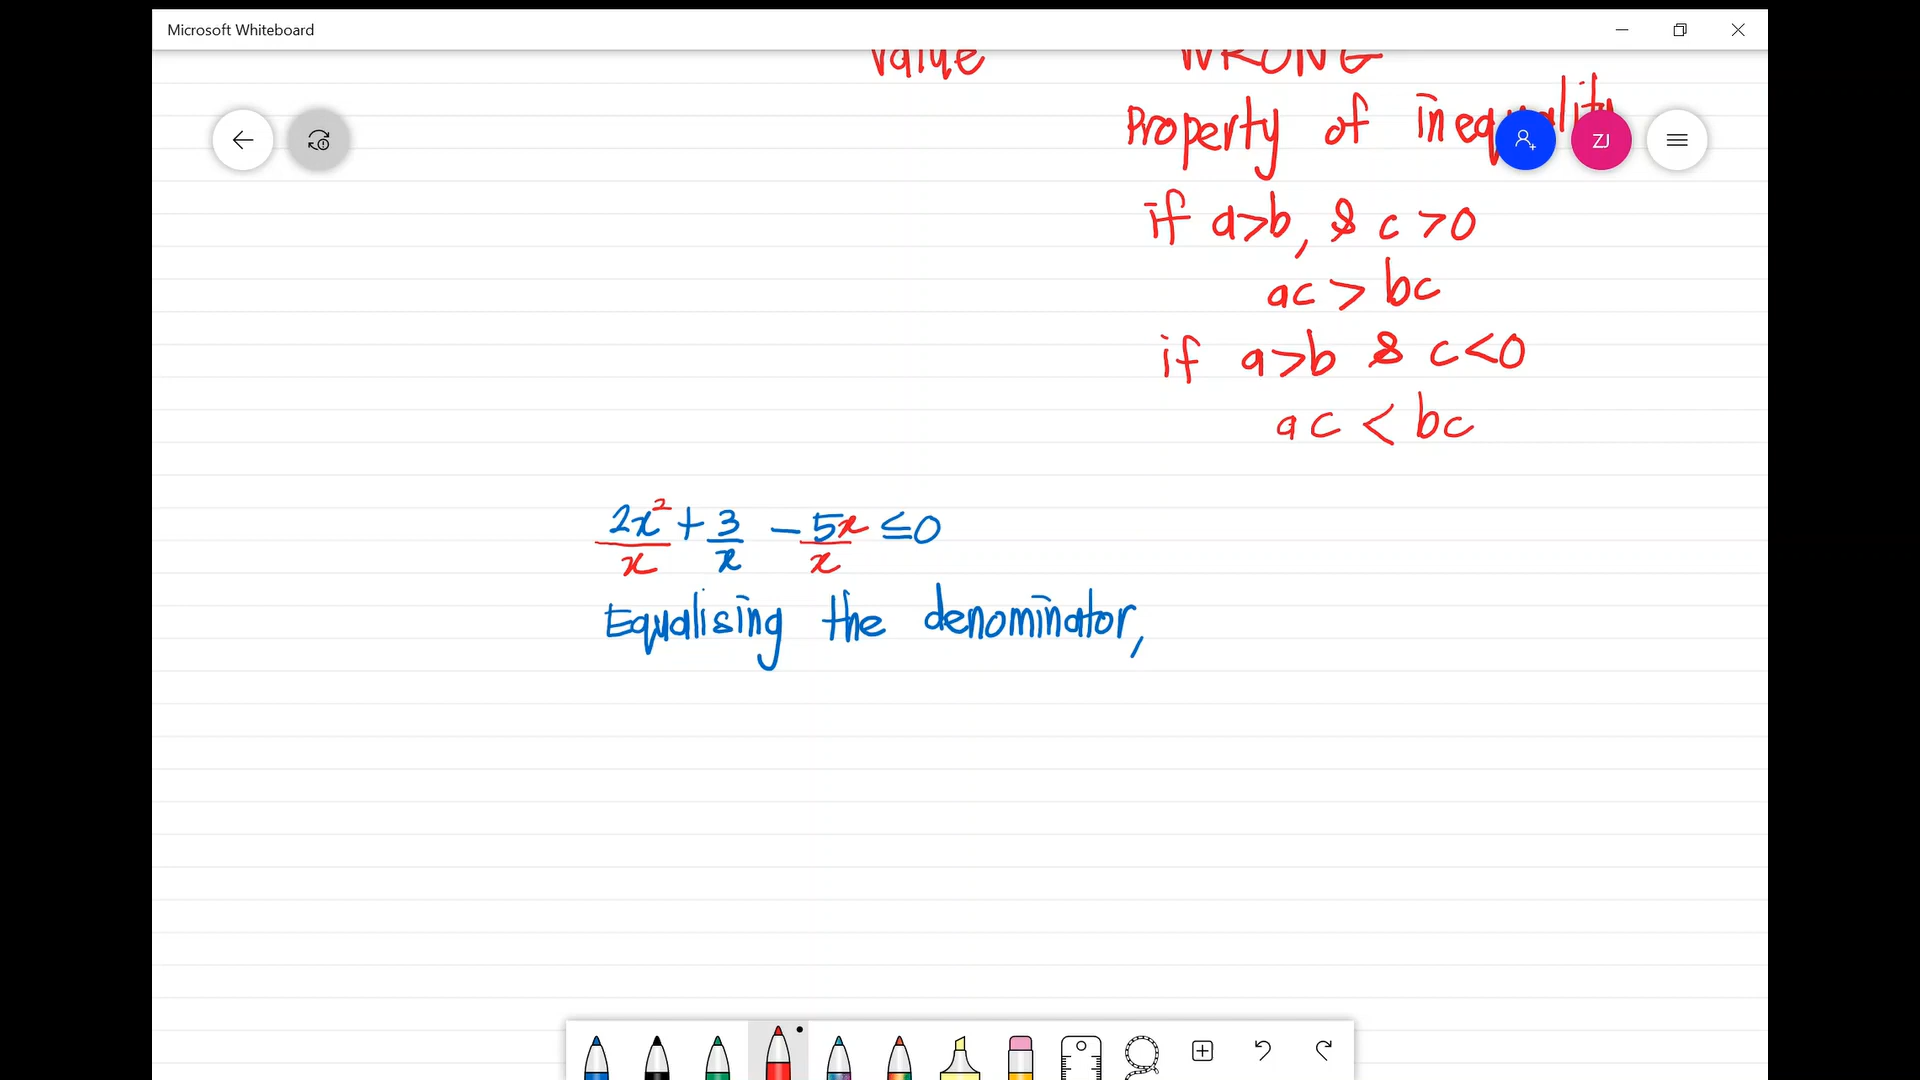 Microsoft Whiteboard
value WRONG
Property of inequality
ZJ
if a>b, & c >0
ac > bc
if a>b & c<0
ac < bc
2x²/x + 3/x - 5x/x ≤0
Equalising the denominator,